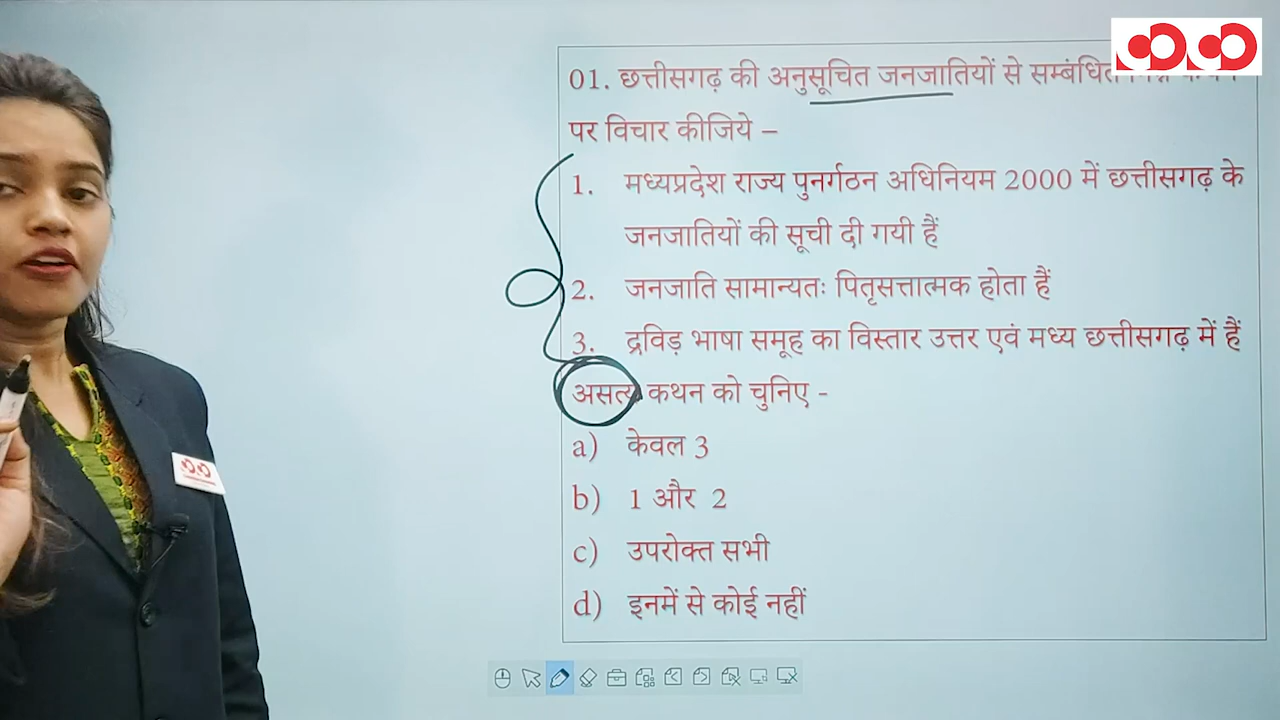 01. छत्तीसगढ़ की अनुसूचित जनजातियों से सम्बंधित
पर विचार कीजिये –
1. मध्यप्रदेश राज्य पुनर्गठन अधिनियम 2000 में छत्तीसगढ़ के
जनजातियों की सूची दी गयी हैं
2. जनजाति सामान्यतः पितृसत्तात्मक होता हैं
3. द्रविड़ भाषा समूह का विस्तार उत्तर एवं मध्य छत्तीसगढ़ में हैं
असत्य कथन को चुनिए -
a) केवल 3
b) 1 और 2
c) उपरोक्त सभी
d) इनमें से कोई नहीं